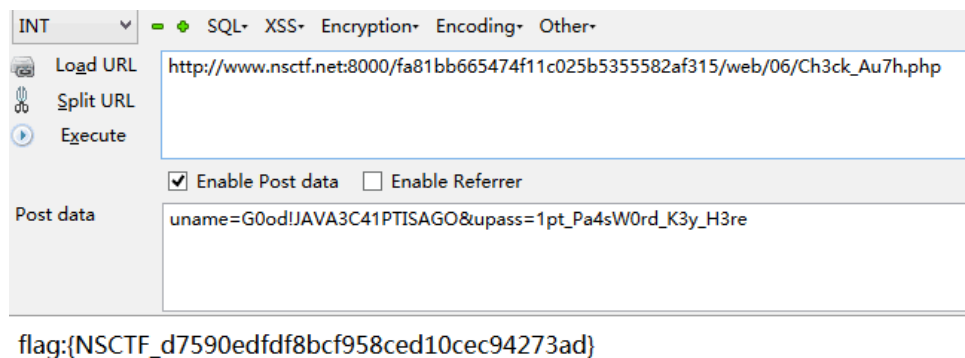 INT SQL- XSS- Encryption- Encoding- Other-
Load URL http://www.nsctf.net:8000/fa81bb665474f11c025b5355582af315/web/06/Ch3ck_Au7h.php
Split URL
Execute
Enable Post data Enable Referrer
Post data uname=G0od!JAVA3C41PTISAGO&upass=1pt_Pa4sW0rd_K3y_H3re
flag:{NSCTF_d7590edfdf8bcf958ced10cec94273ad}